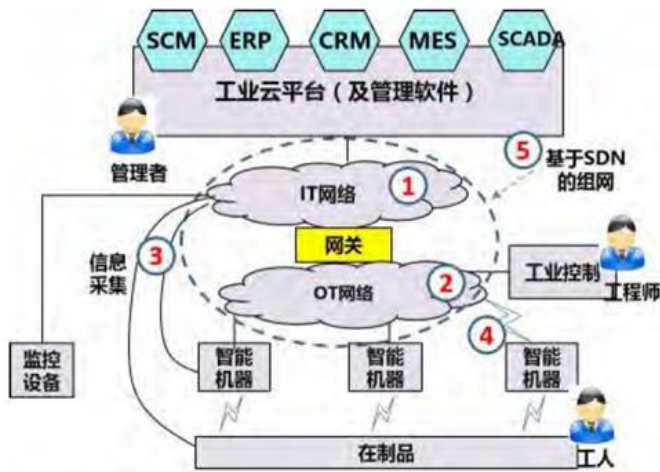 SCM
ERP
CRM
MES
SCADA
工业云平台（及管理软件）
管理者
⑤
基于SDN
的组网
①
IT网络
网关
信息
采集
③
②
OT网络
工业控制
工程师
④
监控
设备
智能
机器
智能
机器
智能
机器
在制品
工人